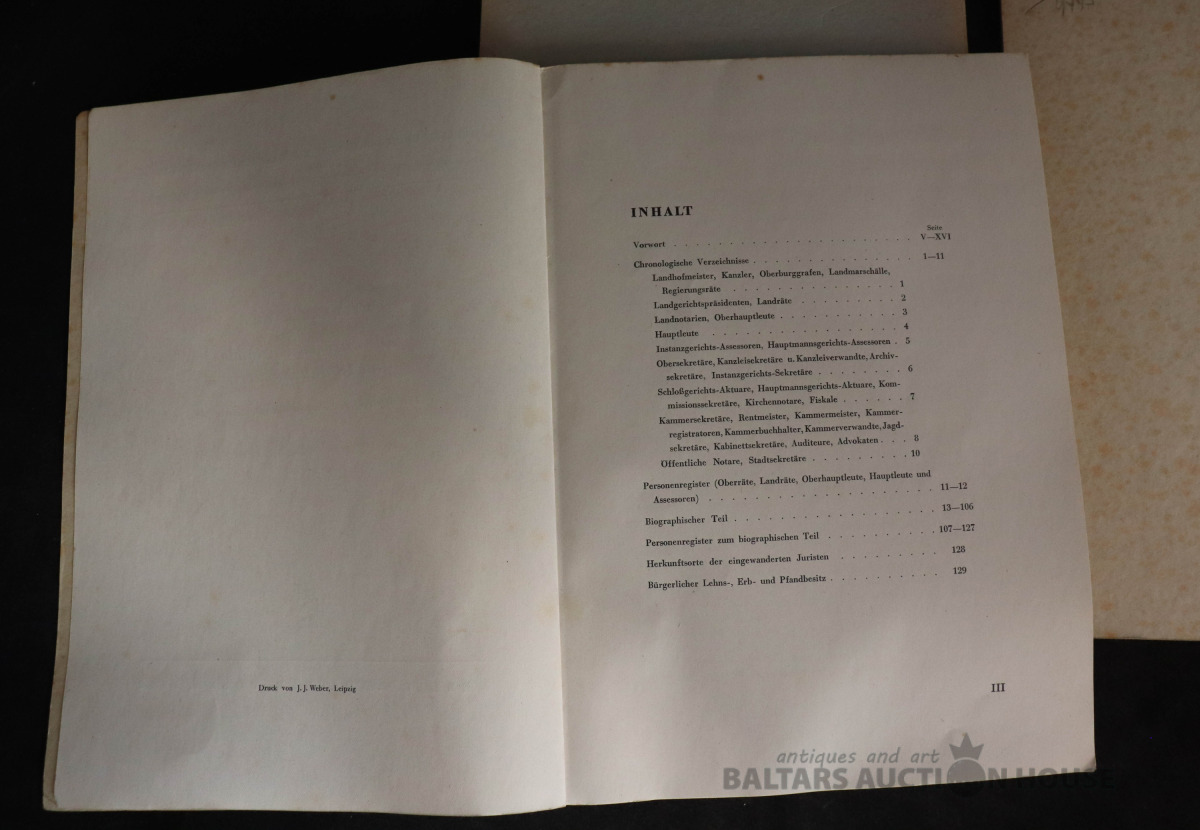 Druck von J. J. Weber, Leipzig
INHALT
Seite
Vorwort . . . . . . . . . . . . . . . . . . . . . . V—XVI
Chronologische Verzeichnisse . . . . . . . . . . . . . . . 1—11
Landhofmeister, Kanzler, Oberburggrafen, Landmarschälle,
Regierungsräte . . . . . . . . . . . . . . . . 1
Landgerichtspräsidenten, Landräte . . . . . . . . . 2
Landnotarien, Oberhauptleute . . . . . . . . . . . 3
Hauptleute . . . . . . . . . . . . . . . . . 4
Instanzgerichts-Assessoren, Hauptmannsgerichts-Assessoren . 5
Obersekretäre, Kanzleisekretäre u. Kanzleiverwandte, Archiv-
sekretäre, Instanzgerichts-Sekretäre . . . . . . . . 6
Schloßgerichts-Aktuare, Hauptmannsgerichts-Aktuare, Kom-
missionssekretäre, Kirchennotare, Fiskale . . . . . . 7
Kammersekretäre, Rentmeister, Kammermeister, Kammer-
registratoren, Kammerbuchhalter, Kammerverwandte, Jagd-
sekretäre, Kabinettsekretäre, Auditeure, Advokaten . . . 8
Öffentliche Notare, Stadtsekretäre . . . . . . . . . 10
Personenregister (Oberräte, Landräte, Oberhauptleute, Hauptleute und
Assessoren) . . . . . . . . . . . . . . . . . . . . 11—12
Biographischer Teil . . . . . . . . . . . . . . . . . . 13—106
Personenregister zum biographischen Teil . . . . . . . . . . 107—127
Herkunftsorte der eingewanderten Juristen . . . . . . . . . 128
Bürgerlicher Lehns-, Erb- und Pfandbesitz . . . . . . . . . . 129
III
antiques and art
BALTARS AUCTION HOUSE